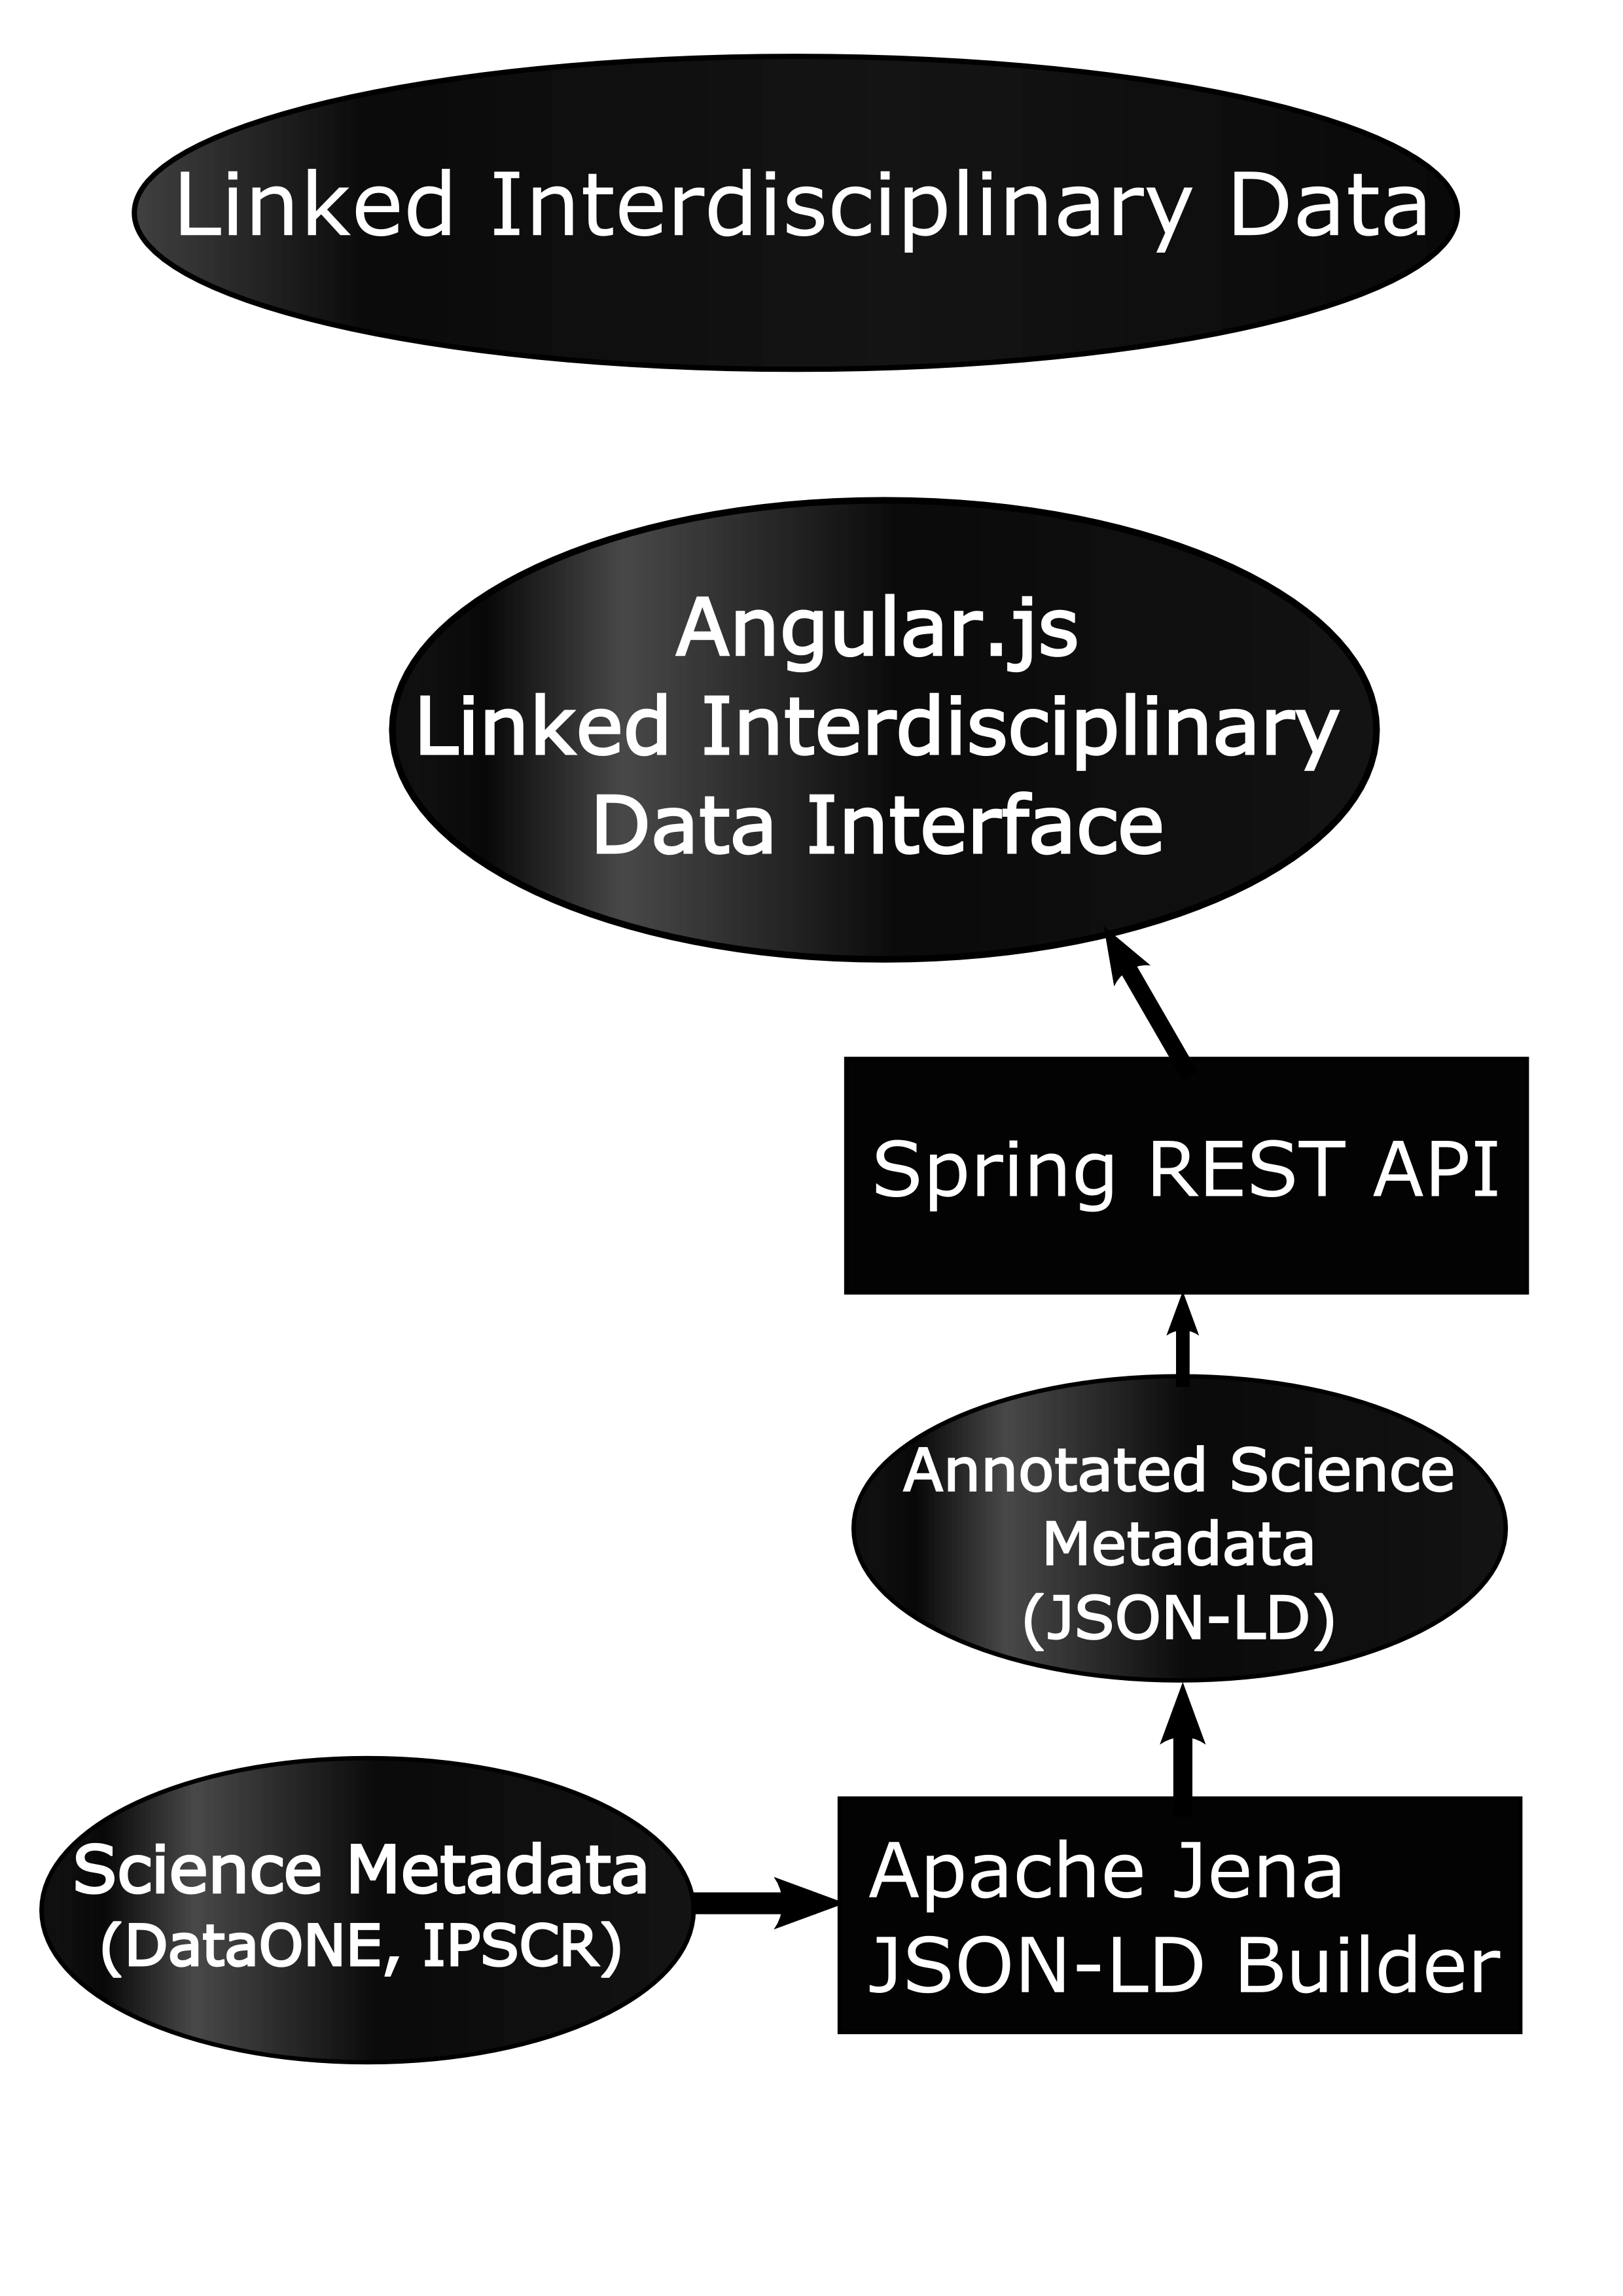 Linked Interdisciplinary Data
Angular.js
Linked Interdisciplinary
Data Interface
Spring REST API
Annotated Science
Metadata
(JSON-LD)
Science Metadata
(DataONE, IPSCR)
Apache Jena
JSON-LD Builder